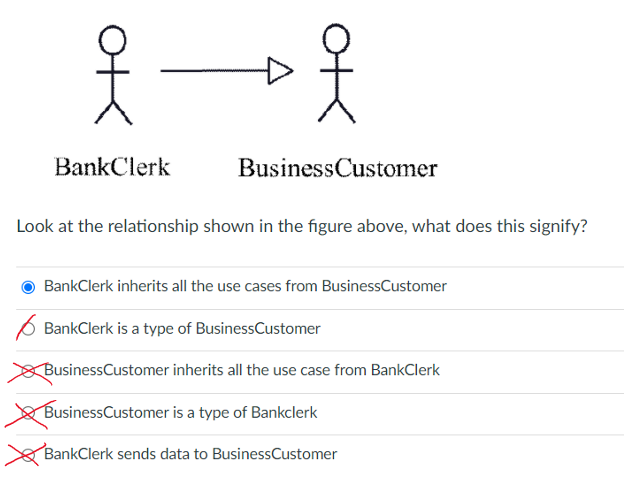 BankClerk BusinessCustomer
Look at the relationship shown in the figure above, what does this signify?
BankClerk inherits all the use cases from BusinessCustomer
BankClerk is a type of BusinessCustomer
BusinessCustomer inherits all the use case from BankClerk
BusinessCustomer is a type of Bankclerk
BankClerk sends data to BusinessCustomer